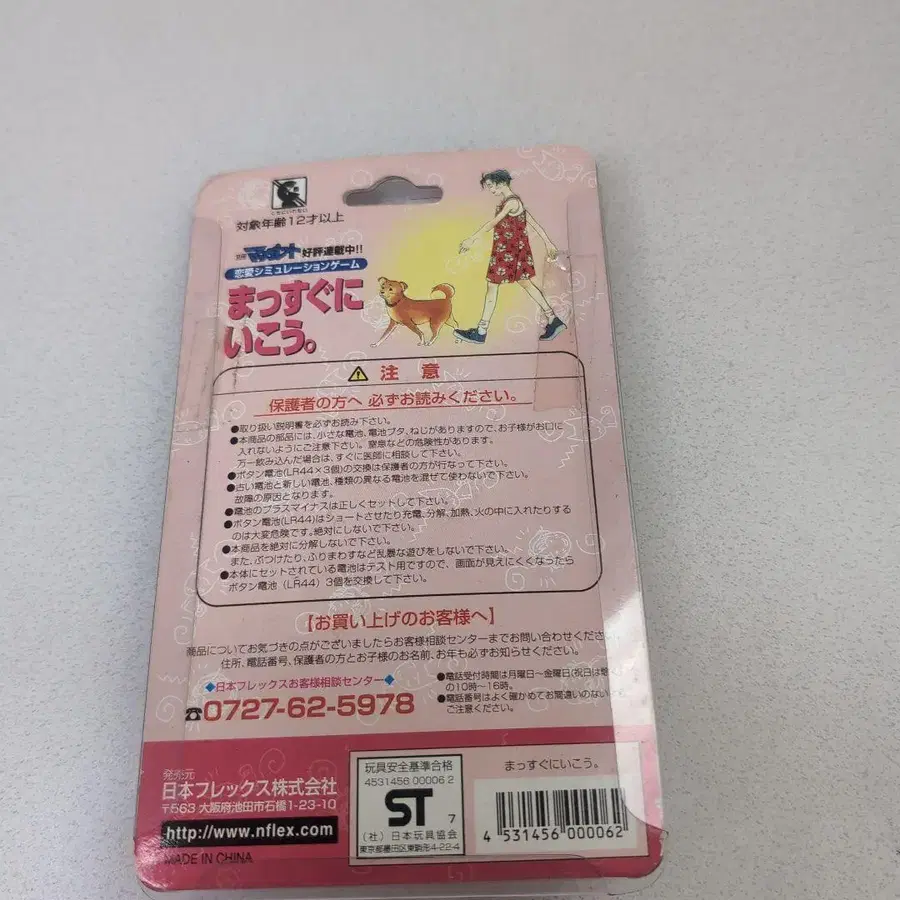 対象年齢12才以上
マーガレット 好評連載中!!
恋愛シミュレーションゲーム
まっすぐに
いこう。
注意
保護者の方へ 必ずお読みください。
●取り扱い説明書を必ずお読み下さい。
●本商品の部品には、小さな電池、電池ブタ、ねじがありますので、お子様がお口に
入れないようにご注意下さい。窒息などの危険性があります。
万一飲み込んだ場合は、すぐに医師に相談して下さい。
●ボタン電池(LR44×3個)の交換は保護者の方が行なって下さい。
●古い電池と新しい電池、種類の異なる電池を混ぜて使わないで下さい。
故障の原因となります。
●電池のプラスマイナスは正しくセットして下さい。
●ボタン電池(LR44)はショートさせたり充電、分解、加熱、火の中に入れたりする
のは大変危険です。絶対にしないで下さい。
●本商品を絶対に分解しないで下さい。
また、ぶつけたり、ふりまわすなど乱暴な遊びをしないで下さい。
●本体にセットされている電池はテスト用ですので、画面が見えにくくなったら
ボタン電池（LR44）3個を交換して下さい。
【お買い上げのお客様へ】
商品についてお気づきの点がございましたらお客様相談センターまでお問い合わせくださ
住所、電話番号、保護者の方とお子様のお名前、お年も必ずお知らせください。
◆日本フレックスお客様相談センター◆
☎0727-62-5978
●電話受付時間は月曜日〜金曜日(祝日は
の10時〜16時。
●電話番号はよく確かめてお間違いのない
ご注意ください。
発売元
日本フレックス株式会社
〒563 大阪府池田市石橋1-23-10
http://www.nflex.com
MADE IN CHINA
玩具安全基準合格
4531456 00006 2
ST
7
(社)日本玩具協会
東京都墨田区東駒形4-22-4
まっすぐにいこう。
4 531456 000062